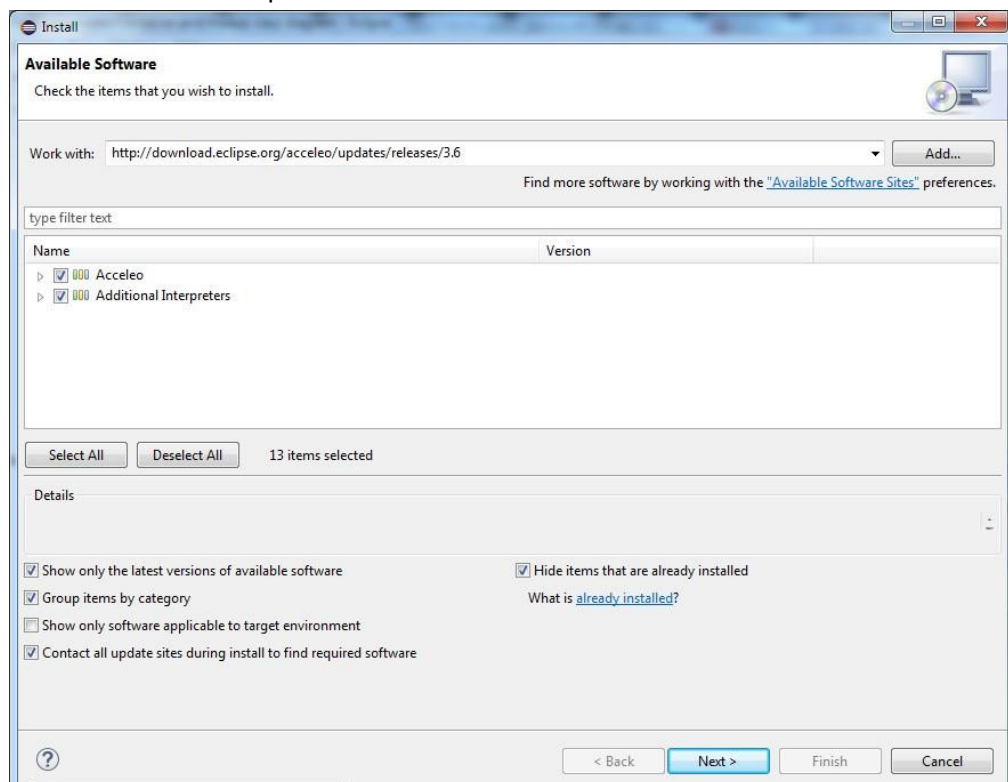 Install
Available Software
Check the items that you wish to install.
Work with: http://download.eclipse.org/acceleo/updates/releases/3.6 Add...
Find more software by working with the "Available Software Sites" preferences.
type filter text
Name Version
Acceleo
Additional Interpreters
Select All Deselect All 13 items selected
Details
Show only the latest versions of available software Hide items that are already installed
Group items by category What is already installed?
Show only software applicable to target environment
Contact all update sites during install to find required software
? < Back Next > Finish Cancel